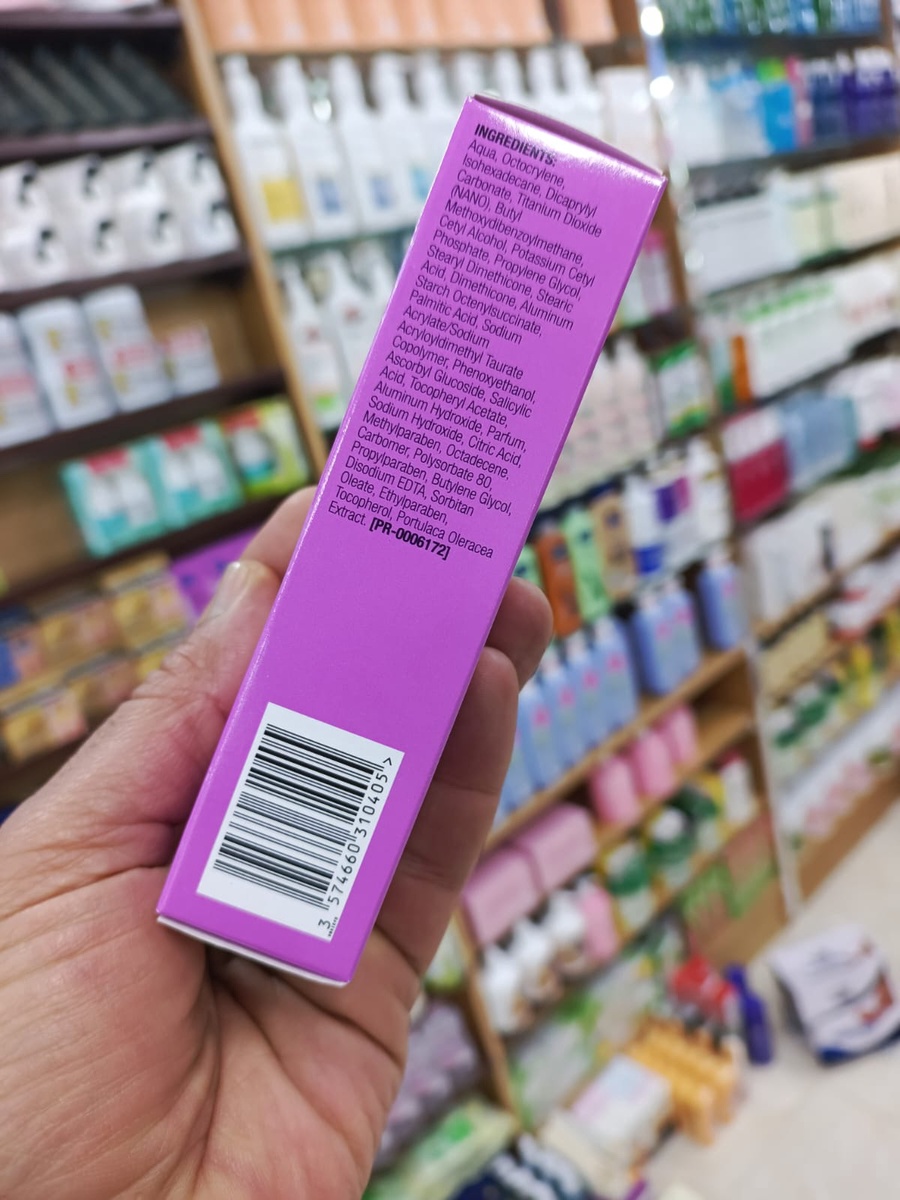 INGREDIENTS:
Aqua, Octocrylene,
Isohexadecane, Dicaprylyl
Carbonate, Titanium Dioxide
(NANO), Butyl
Methoxydibenzoylmethane,
Cetyl Alcohol, Potassium Cetyl
Phosphate, Propylene Glycol,
Stearyl Dimethicone, Stearic
Acid, Dimethicone, Aluminum
Starch Octenylsuccinate,
Palmitic Acid, Sodium
Acrylate/Sodium
Acryloyldimethyl Taurate
Copolymer, Phenoxyethanol,
Ascorbyl Glucoside, Salicylic
Acid, Tocopheryl Acetate,
Aluminum Hydroxide, Parfum,
Sodium Hydroxide, Citric Acid,
Methylparaben, Octadecene,
Carbomer, Polysorbate 80,
Propylparaben, Butylene Glycol,
Disodium EDTA, Sorbitan
Oleate, Ethylparaben,
Tocopherol, Portulaca Oleracea
Extract. [PR-0006172]
3 574660 310405 >